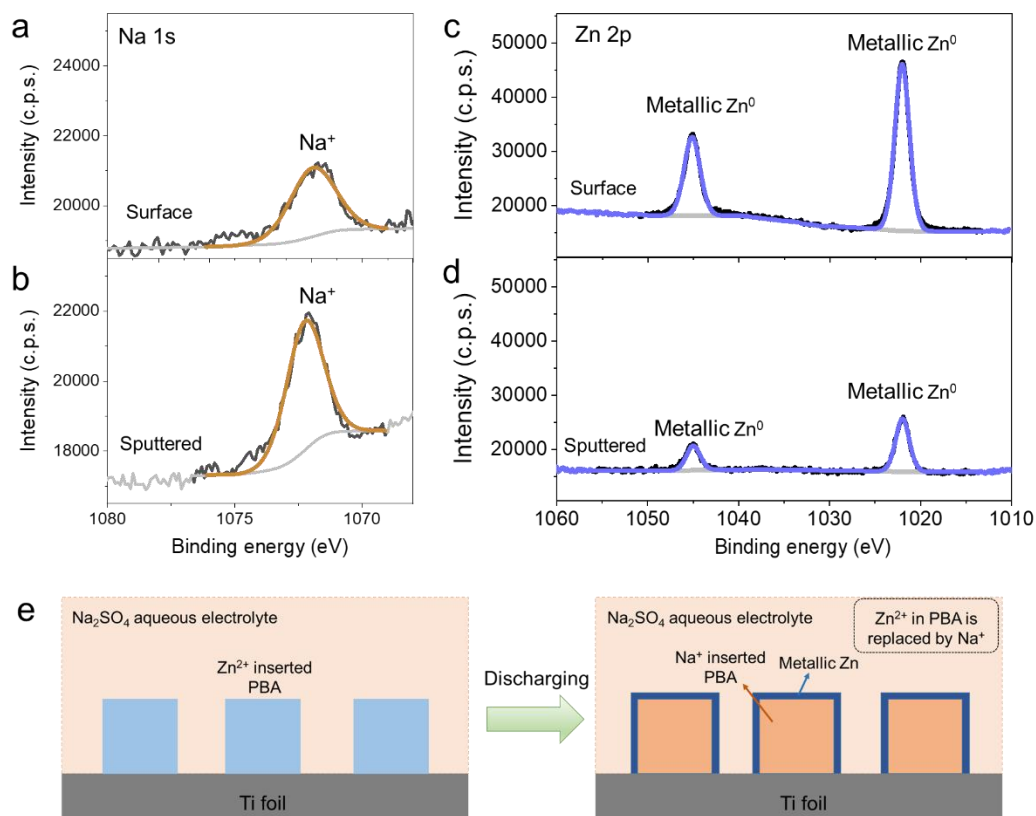 a
Na 1s
24000
22000
20000
Intensity (c.p.s.)
Na⁺
Surface
b
22000
20000
18000
Intensity (c.p.s.)
Na⁺
Sputtered
1080
1075
1070
Binding energy (eV)
c
Zn 2p
50000
40000
30000
20000
Intensity (c.p.s.)
Metallic Zn⁰
Metallic Zn⁰
Surface
d
50000
40000
30000
20000
10000
Intensity (c.p.s.)
Metallic Zn⁰
Metallic Zn⁰
Sputtered
1060
1050
1040
1030
1020
1010
Binding energy (eV)
e
Na₂SO₄ aqueous electrolyte
Zn²⁺ inserted
PBA
Ti foil
Discharging
Na₂SO₄ aqueous electrolyte
Zn²⁺ in PBA is
replaced by Na⁺
Na⁺ inserted
PBA
Metallic Zn
Ti foil